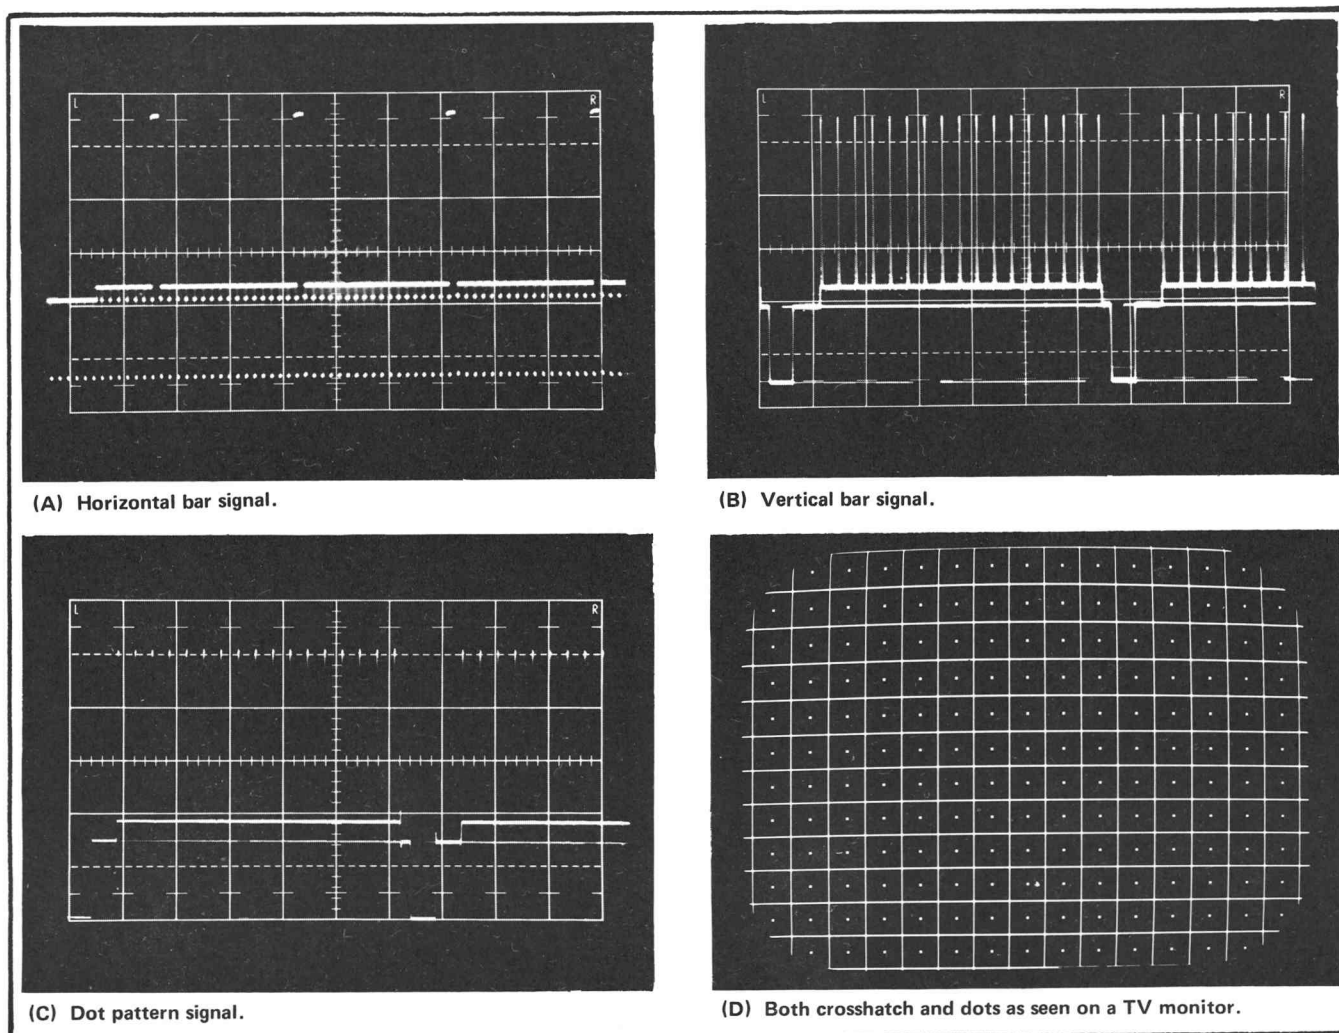 L R
L R
(A) Horizontal bar signal.
(B) Vertical bar signal.
L R
(C) Dot pattern signal.
(D) Both crosshatch and dots as seen on a TV monitor.